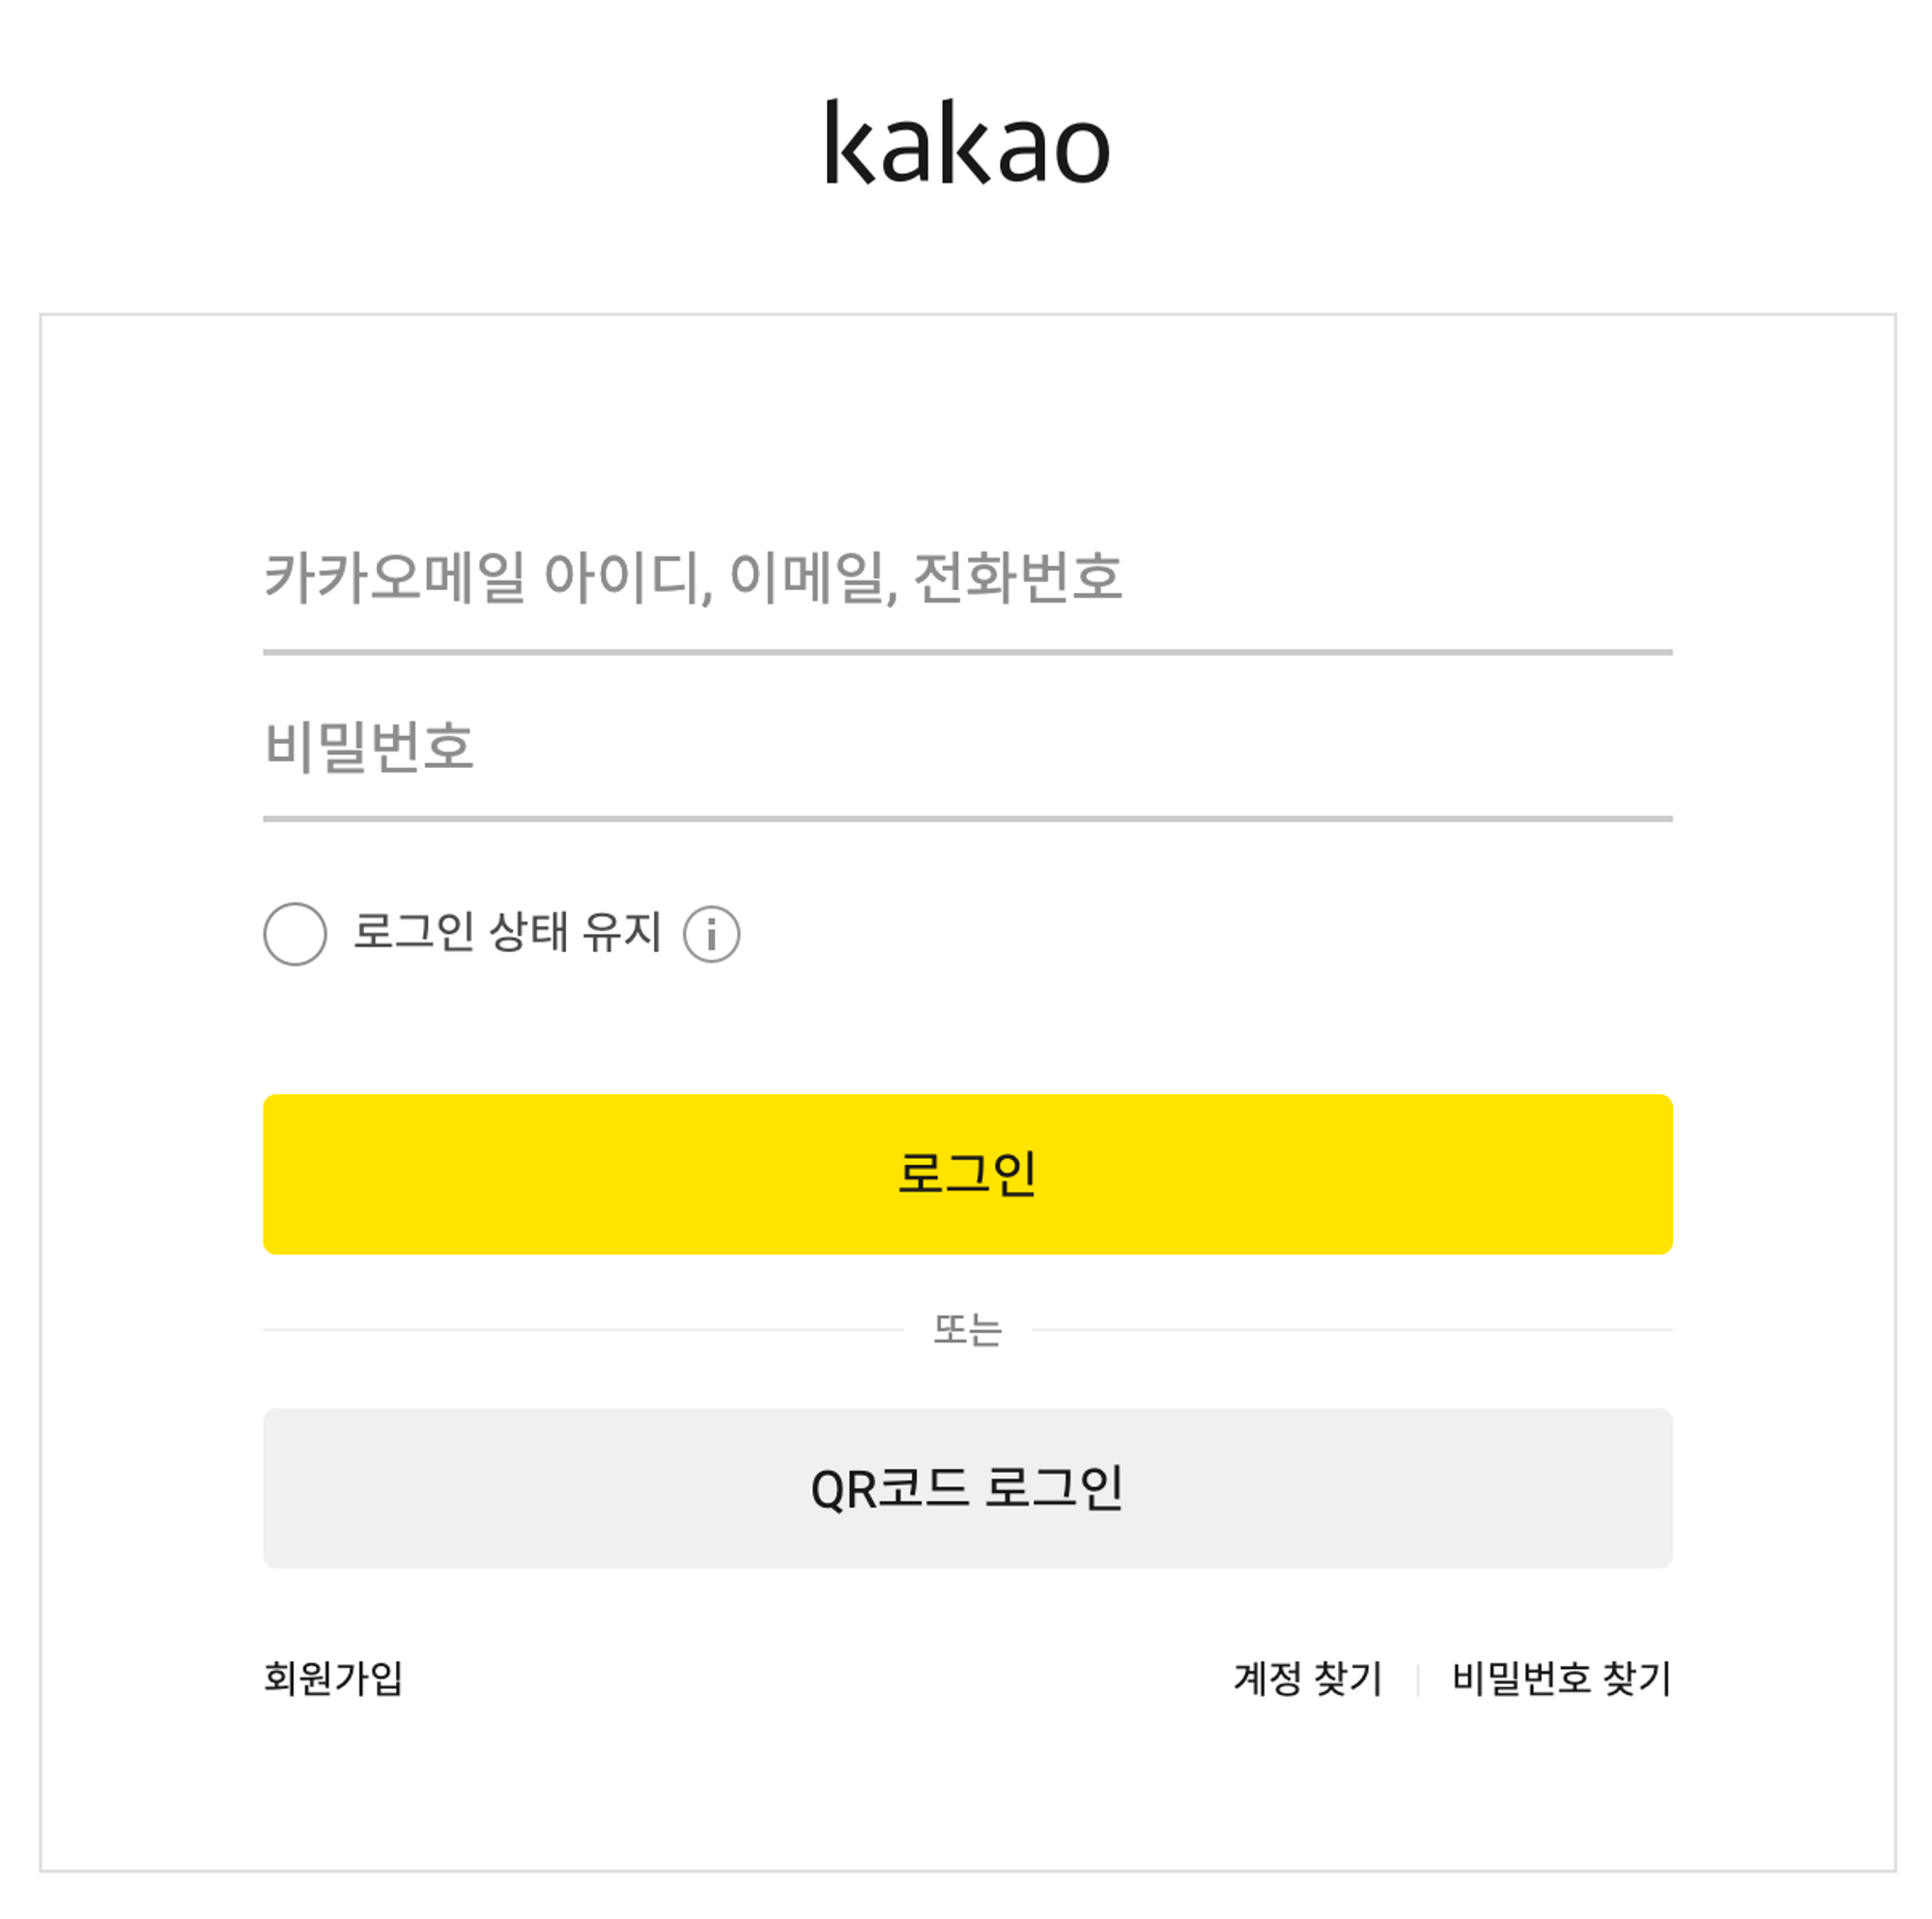 kakao
카카오메일 아이디, 이메일, 전화번호
비밀번호
로그인 상태 유지
로그인
또는
QR코드 로그인
회원가입 계정 찾기 비밀번호 찾기